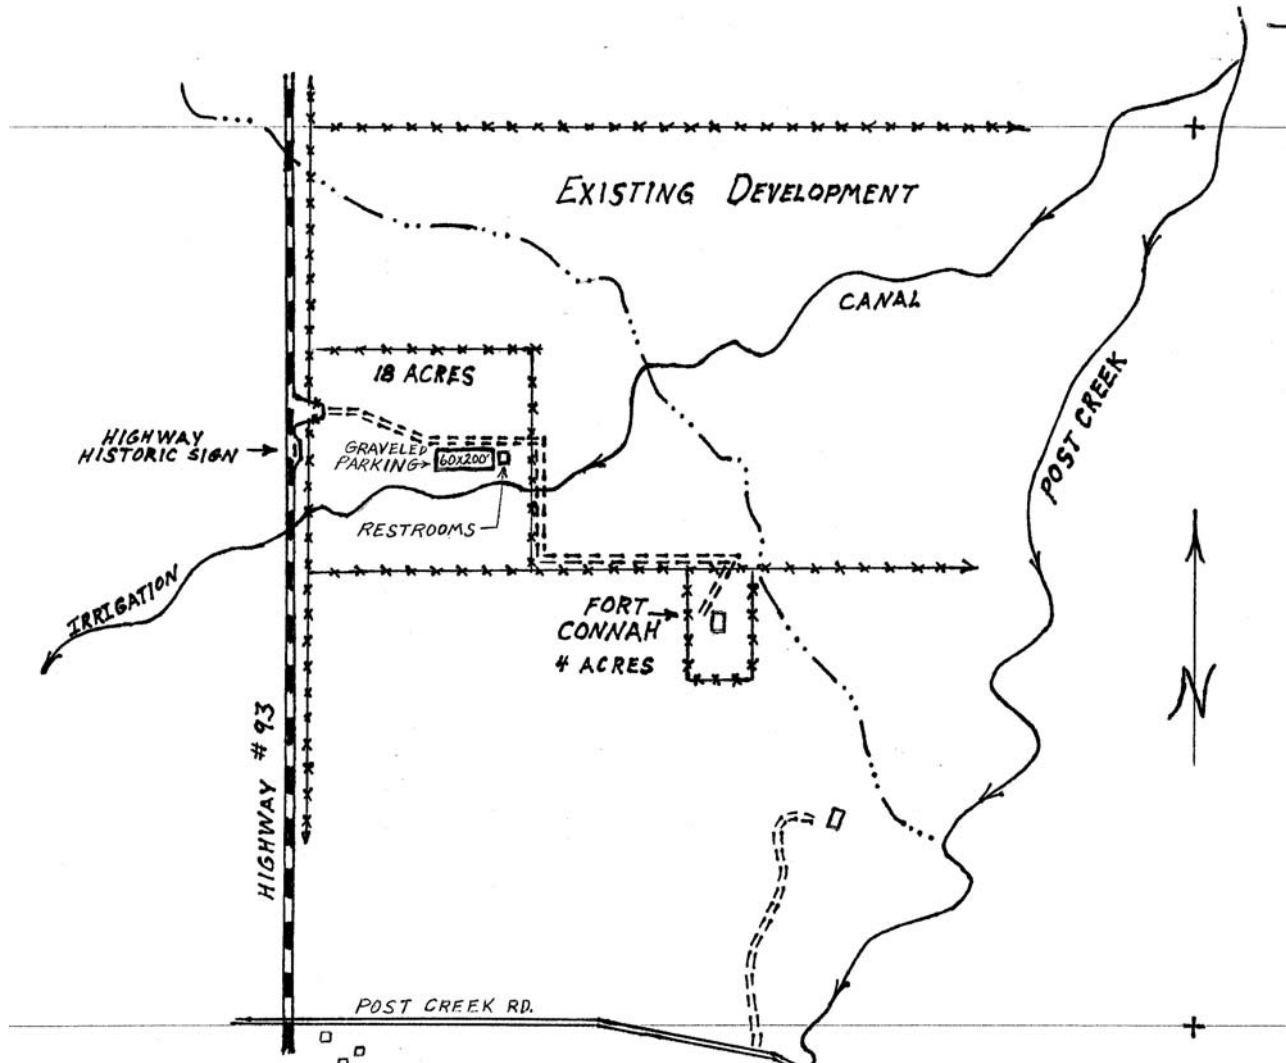 EXISTING DEVELOPMENT
CANAL
POST CREEK
18 ACRES
HIGHWAY
HISTORIC SIGN
GRAVELED
PARKING
60X200'
RESTROOMS
IRRIGATION
FORT
CONNAH
4 ACRES
N
HIGHWAY # 93
POST CREEK RD.